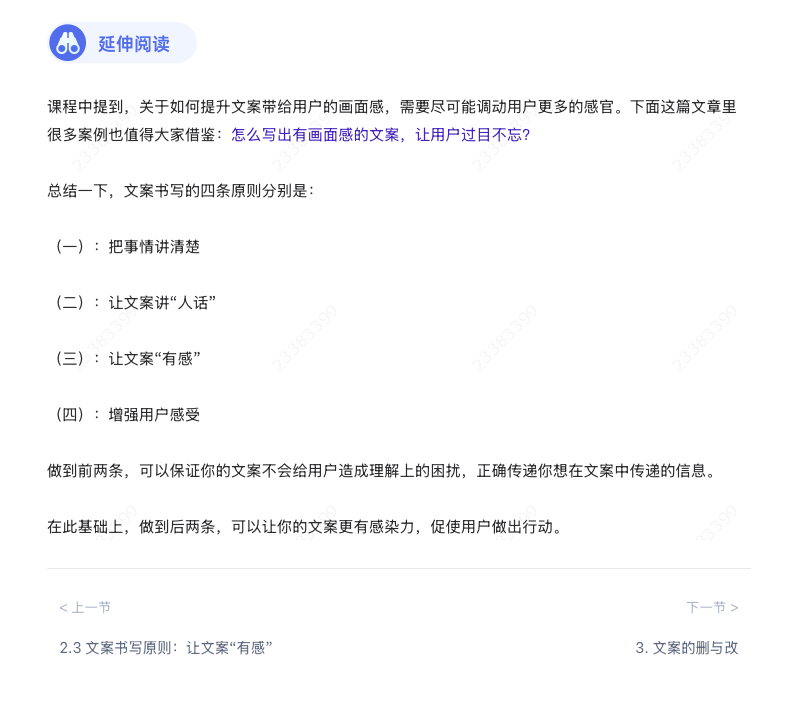 延伸阅读
课程中提到，关于如何提升文案带给用户的画面感，需要尽可能调动用户更多的感官。下面这篇文章里
很多案例也值得大家借鉴：怎么写出有画面感的文案，让用户过目不忘？
总结一下，文案书写的四条原则分别是：
（一）：把事情讲清楚
（二）：让文案讲“人话”
（三）：让文案“有感”
（四）：增强用户感受
做到前两条，可以保证你的文案不会给用户造成理解上的困扰，正确传递你想在文案中传递的信息。
在此基础上，做到后两条，可以让你的文案更有感染力，促使用户做出行动。
< 上一节
下一节 >
2.3 文案书写原则：让文案“有感”
3. 文案的删与改
23383399
23383399
23383399
23383399
23383399
23383399
23383399
23383399